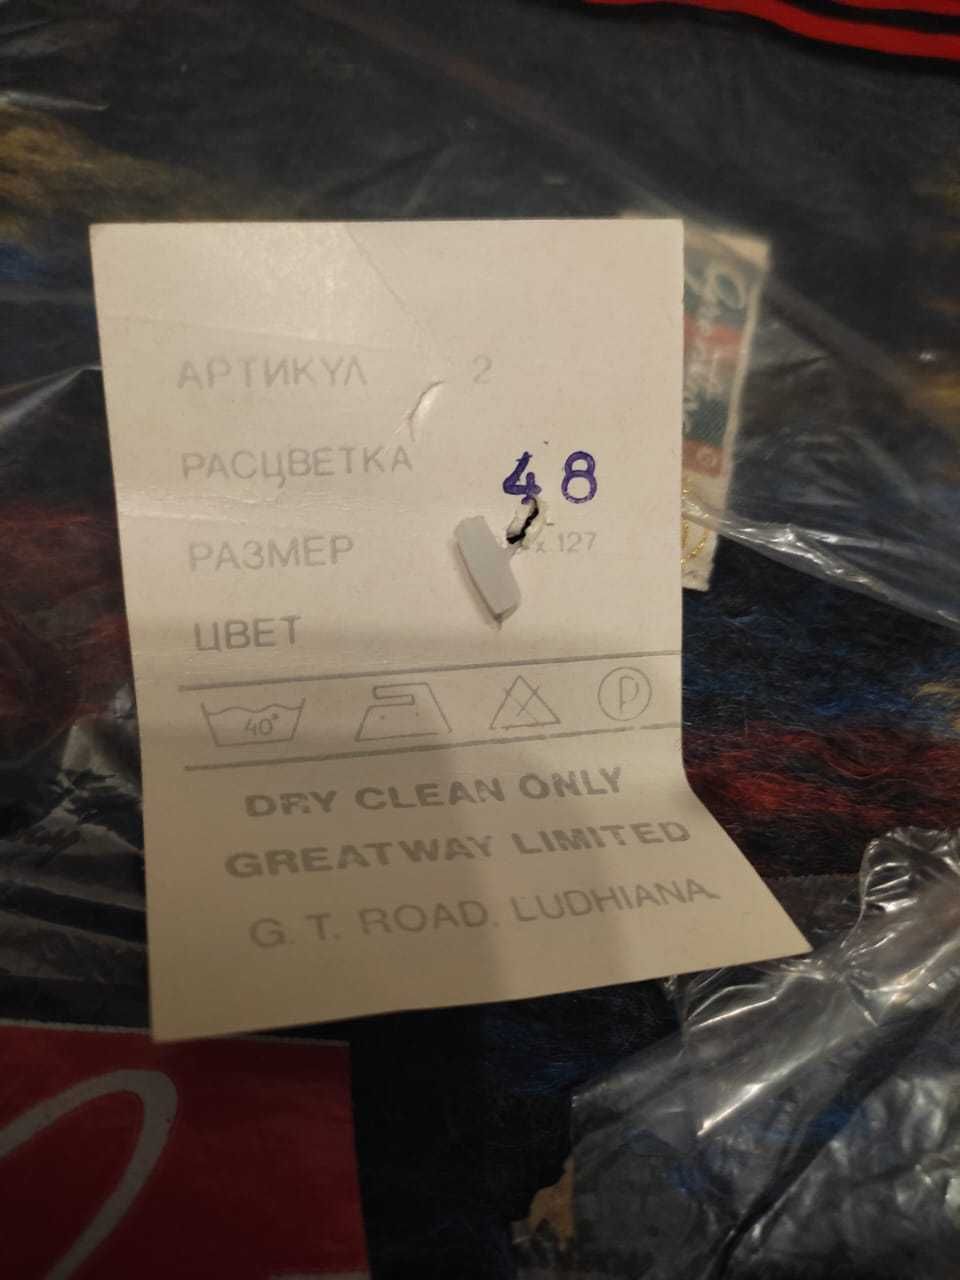 АРТИКУЛ 2
РАСЦВЕТКА 48
РАЗМЕР x 127
ЦВЕТ
40° P
DRY CLEAN ONLY
GREATWAY LIMITED
G. T. ROAD. LUDHIANA.